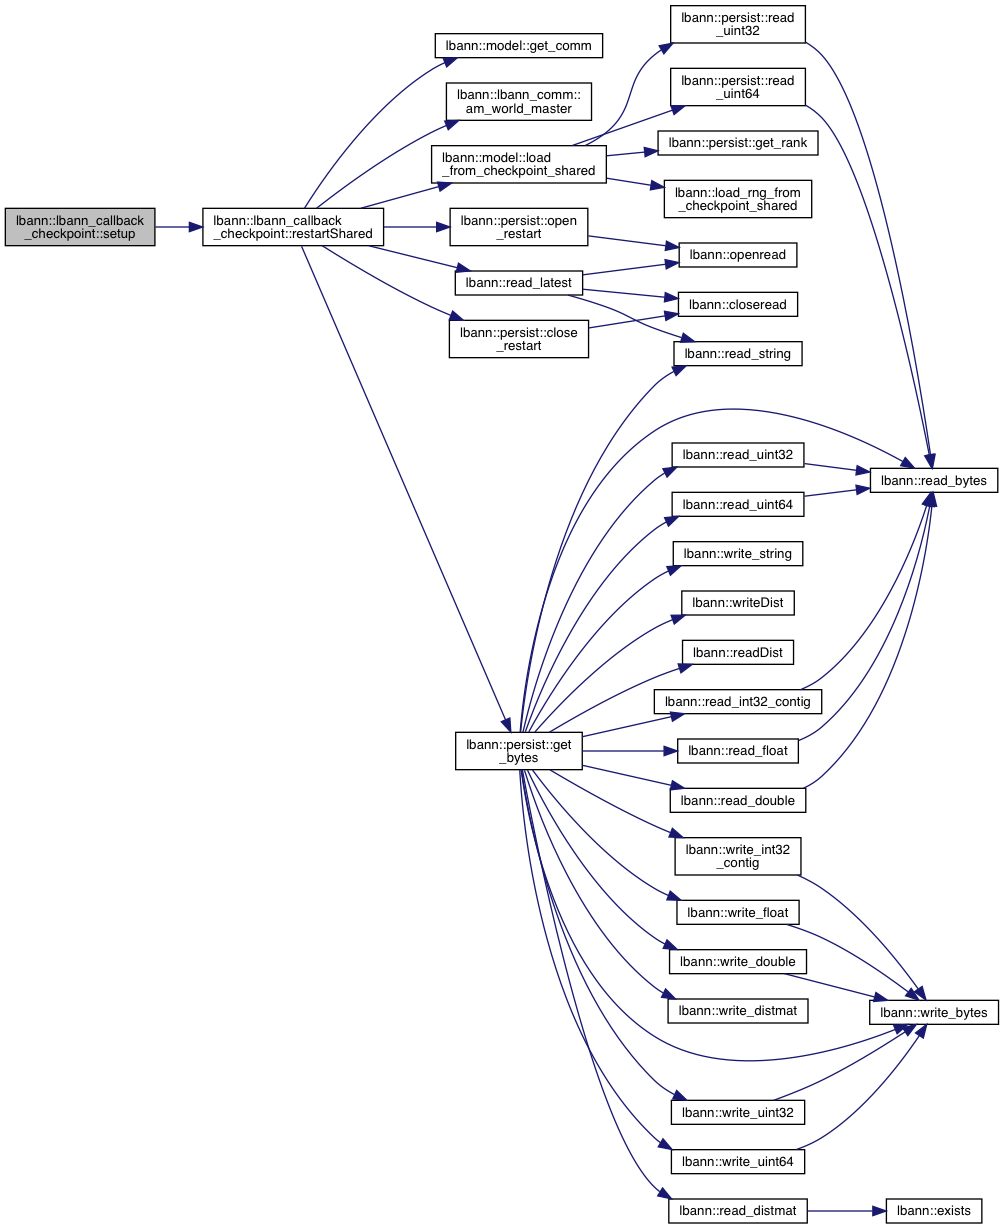 lbann::lbann_callback
_checkpoint::setup
lbann::lbann_callback
_checkpoint::restartShared
lbann::model::get_comm
lbann::lbann_comm::
am_world_master
lbann::model::load
_from_checkpoint_shared
lbann::persist::open
_restart
lbann::read_latest
lbann::persist::close
_restart
lbann::persist::get
_bytes
lbann::persist::read
_uint32
lbann::persist::read
_uint64
lbann::persist::get_rank
lbann::load_rng_from
_checkpoint_shared
lbann::openread
lbann::closeread
lbann::read_string
lbann::read_uint32
lbann::read_uint64
lbann::write_string
lbann::writeDist
lbann::readDist
lbann::read_int32_contig
lbann::read_float
lbann::read_double
lbann::write_int32
_contig
lbann::write_float
lbann::write_double
lbann::write_distmat
lbann::write_uint32
lbann::write_uint64
lbann::read_distmat
lbann::read_bytes
lbann::write_bytes
lbann::exists